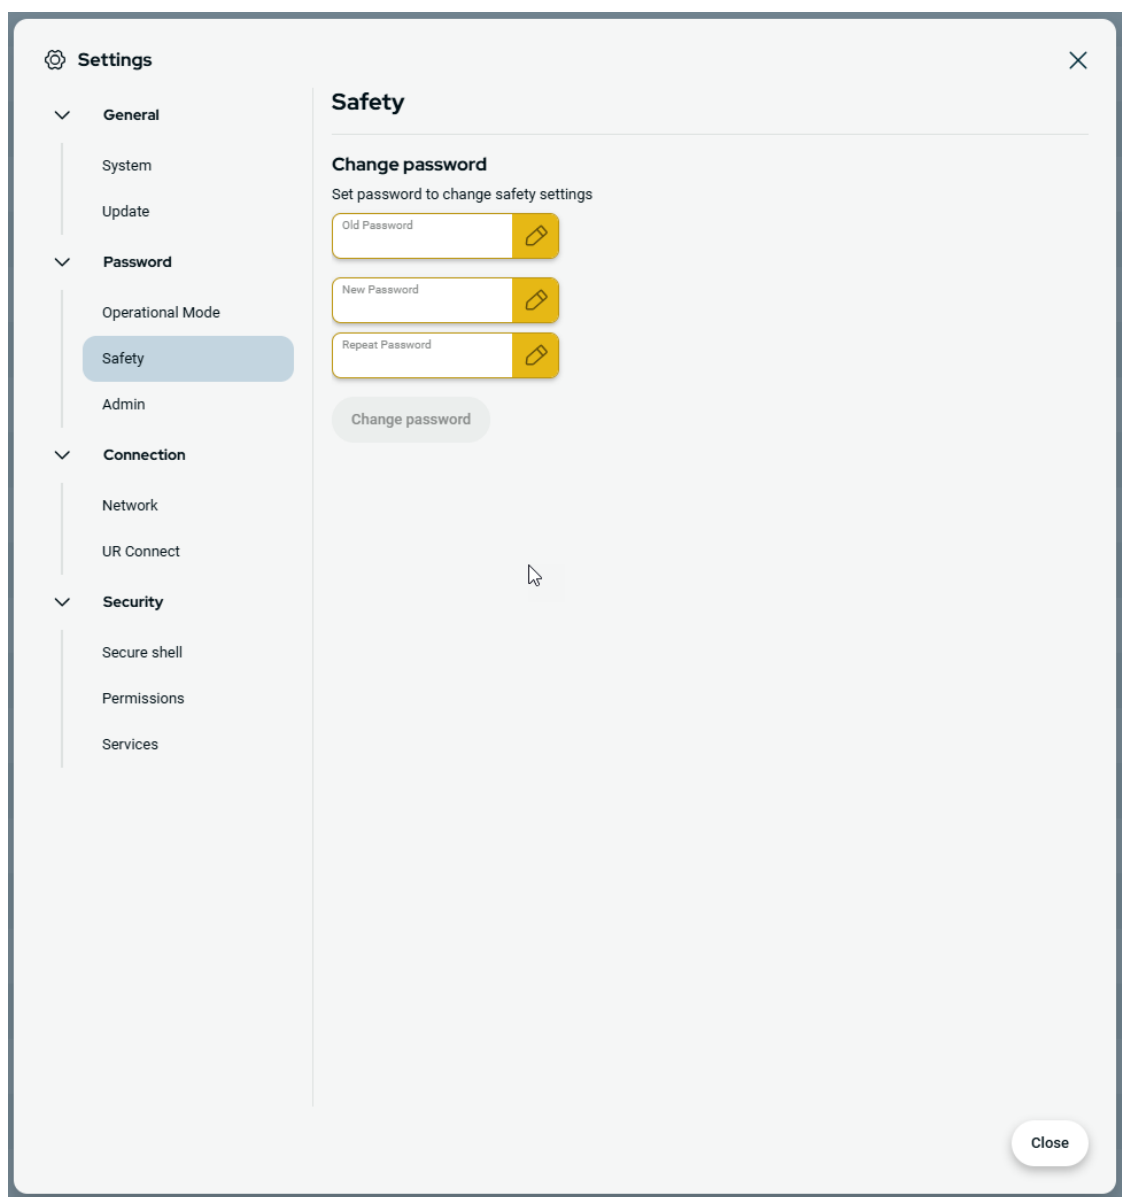 Settings
General
System
Update
Password
Operational Mode
Safety
Admin
Connection
Network
UR Connect
Security
Secure shell
Permissions
Services
Safety
Change password
Set password to change safety settings
Old Password
New Password
Repeat Password
Change password
Close